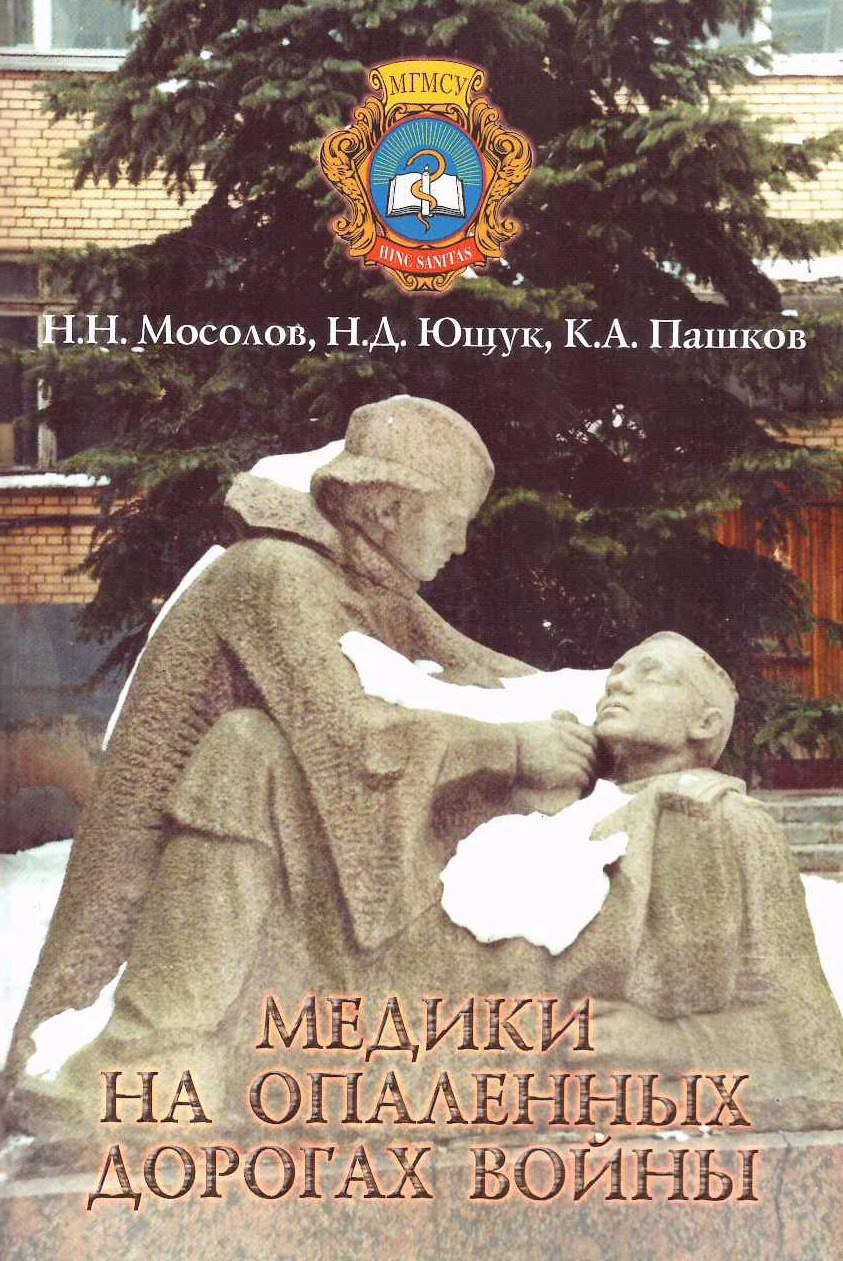 МГМСУ
HINC SANITAS
Н.Н. Мосолов, Н.Д. Ющук, К.А. Пашков
МЕДИКИ
НА ОПАЛЕННЫХ
ДОРОГАХ ВОЙНЫ